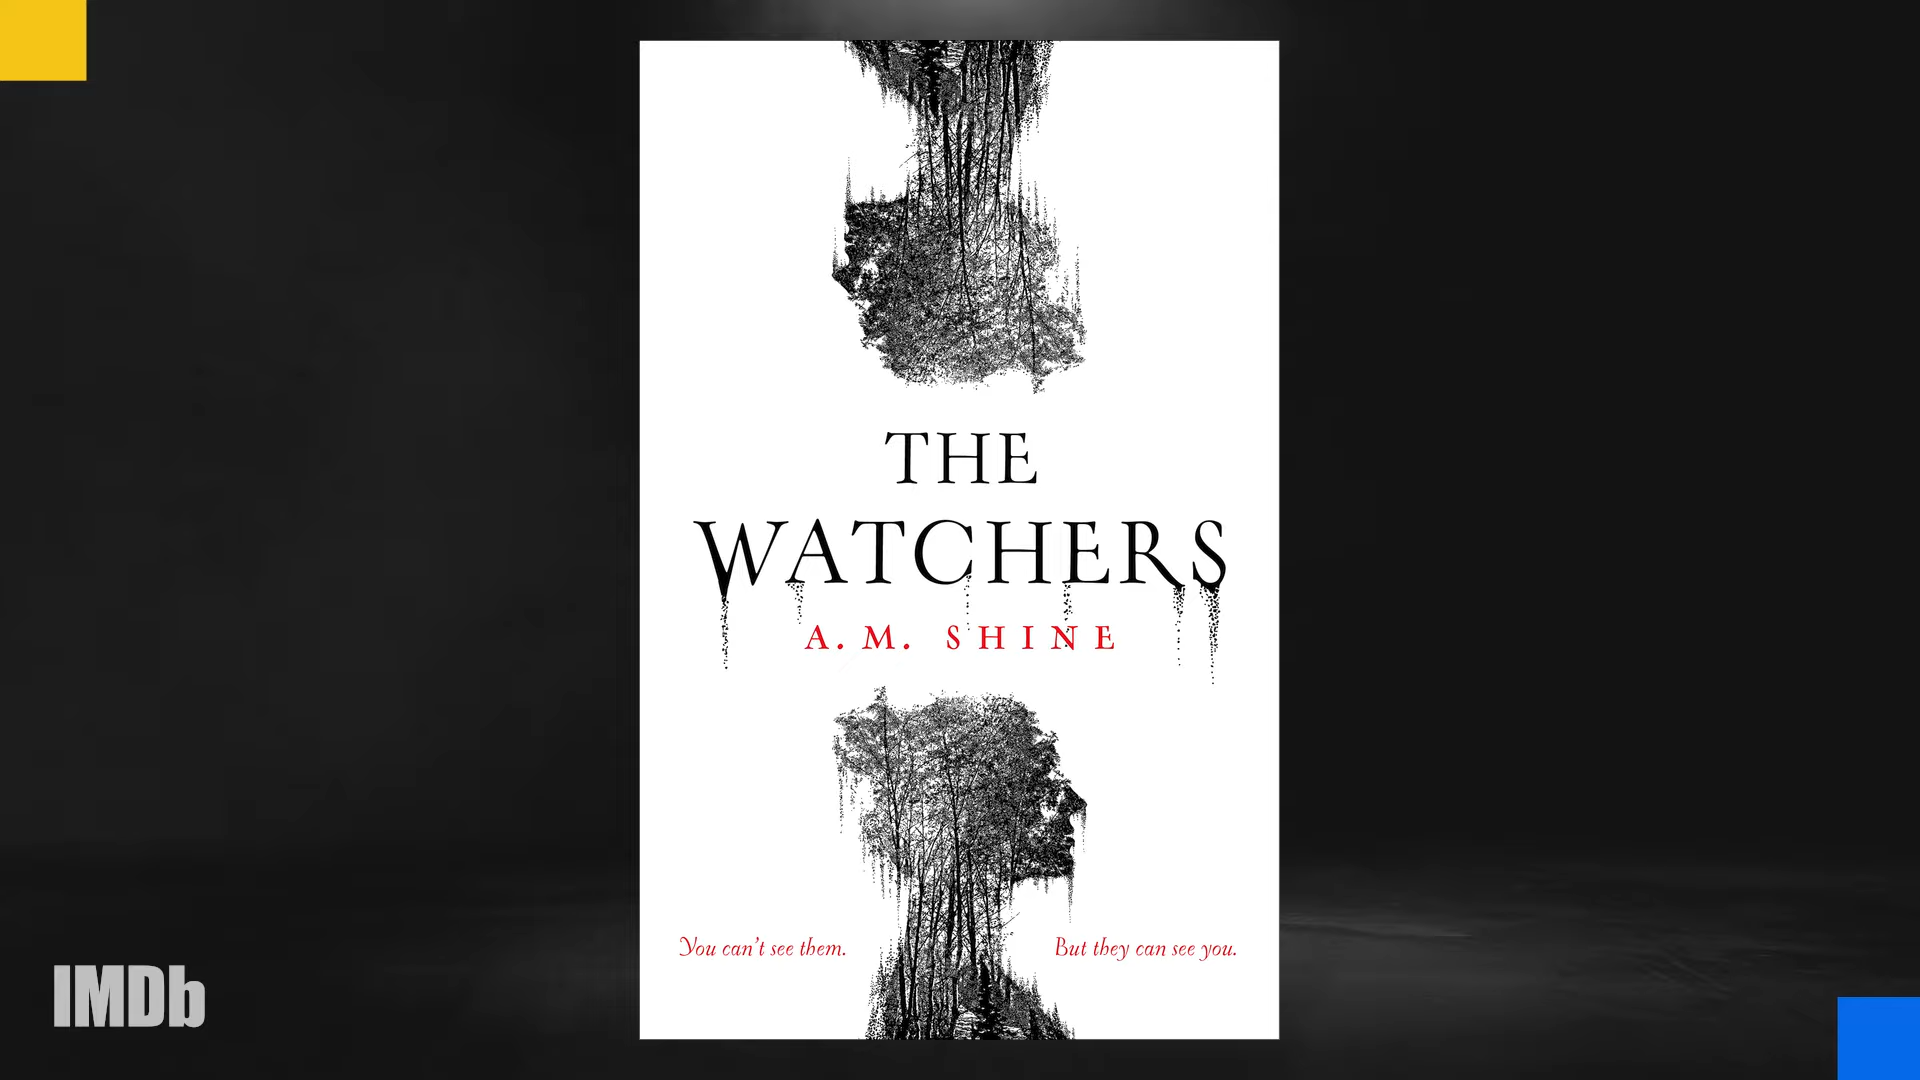 THE
WATCHERS
A. M. SHINE
You can't see them. But they can see you.
IMDb